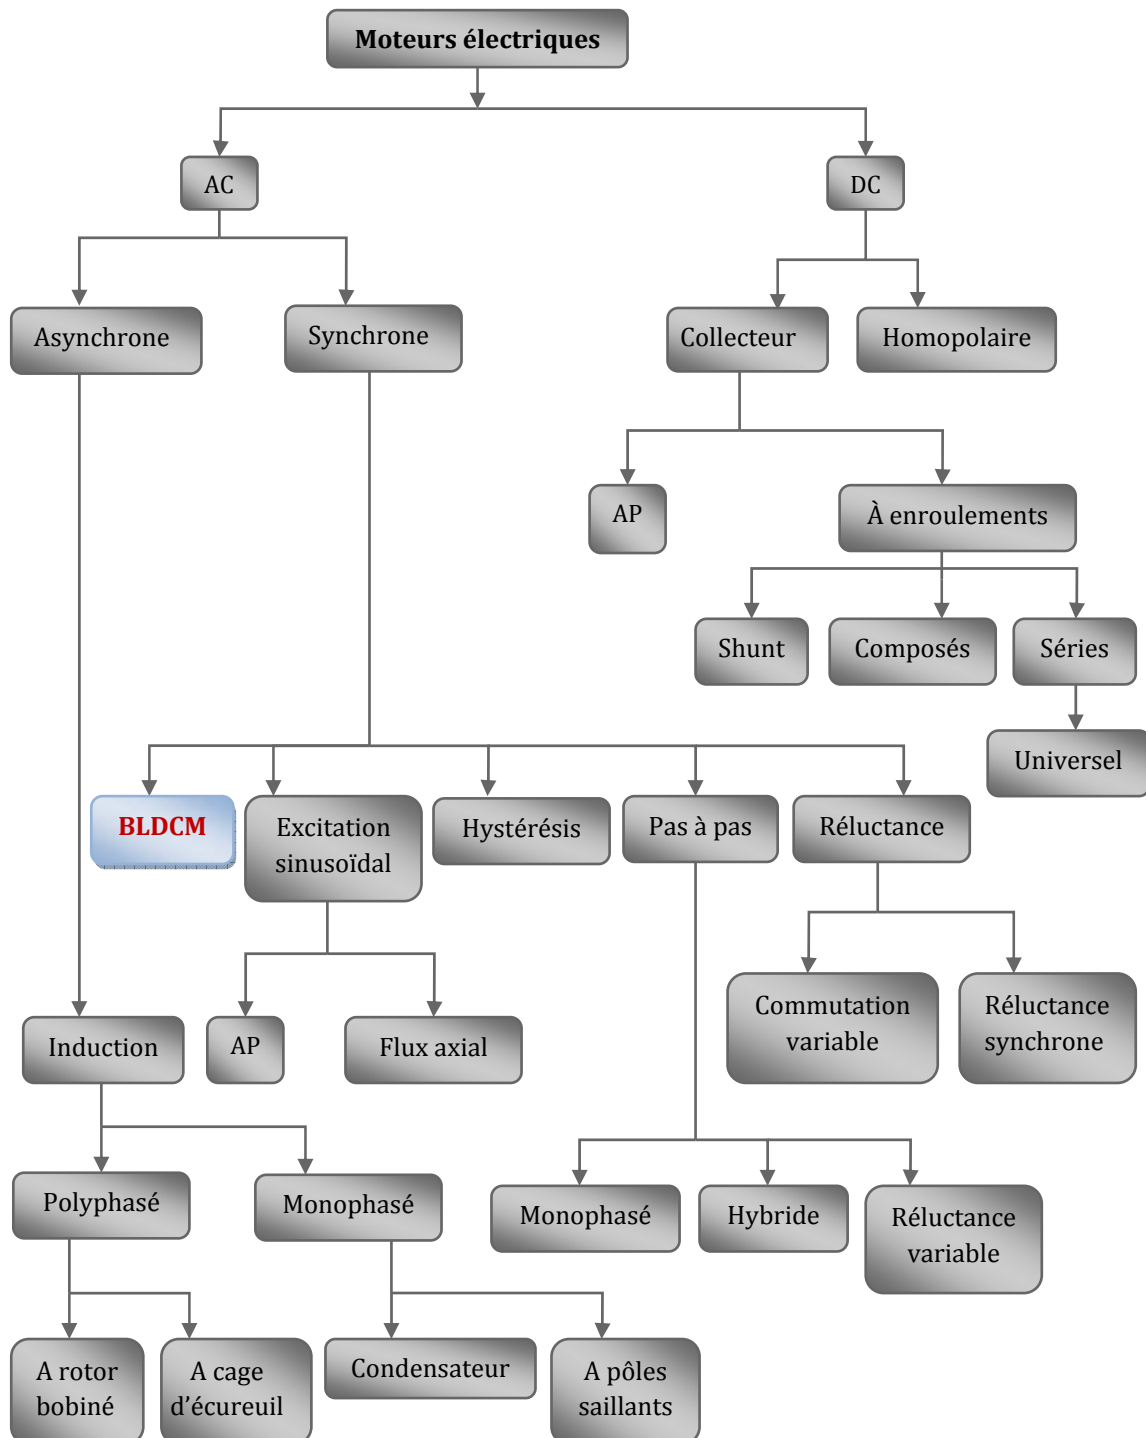 Moteurs électriques
AC
DC
Asynchrone
Synchrone
Collecteur
Homopolaire
AP
À enroulements
Shunt
Composés
Séries
Universel
BLDCM
Excitation
sinusoïdal
Hystérésis
Pas à pas
Réluctance
Commutation
variable
Réluctance
synchrone
Induction
AP
Flux axial
Polyphasé
Monophasé
Monophasé
Hybride
Réluctance
variable
A rotor
bobiné
A cage
d’écureuil
Condensateur
A pôles
saillants